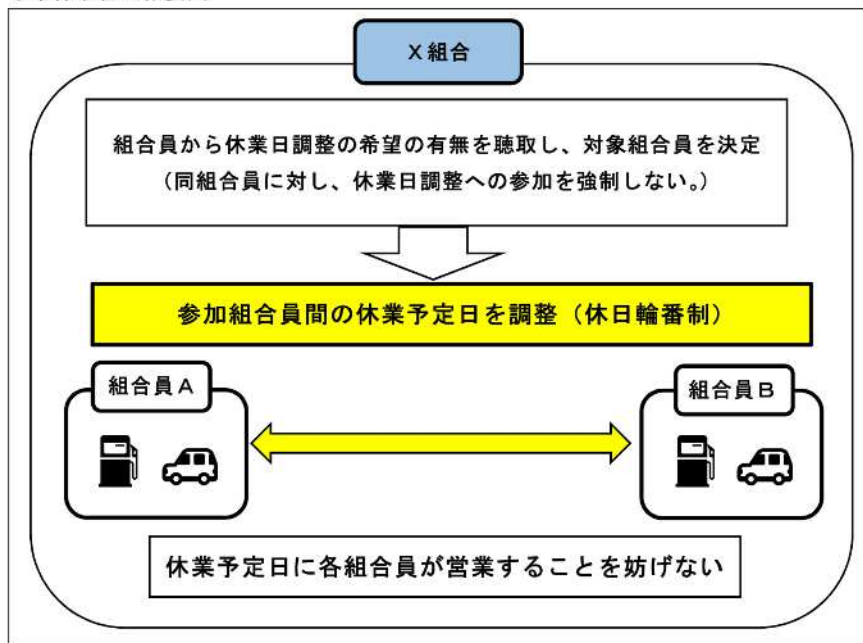 X組合
組合員から休業日調整の希望の有無を聴取し、対象組合員を決定
（同組合員に対し、休業日調整への参加を強制しない。）
参加組合員間の休業予定日を調整（休日輪番制）
組合員A
組合員B
休業予定日に各組合員が営業することを妨げない